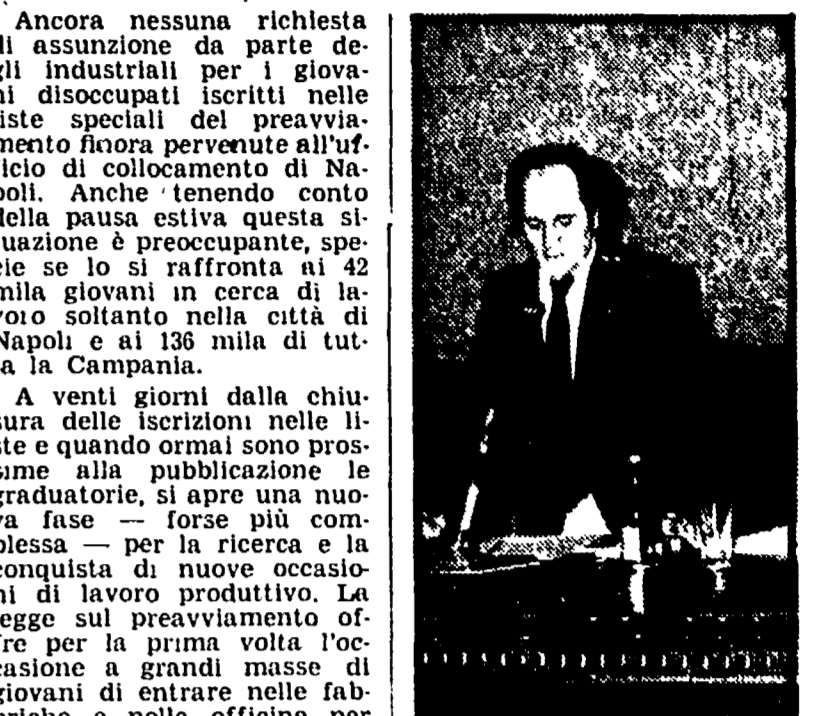 Ancora nessuna richiesta
di assunzione da parte de-
gli industriali per i giova-
ni disoccupati iscritti nelle
liste speciali del preavvia-
mento finora pervenute all'uf-
ficio di collocamento di Na-
poli. Anche tenendo conto
della pausa estiva questa si-
tuazione è preoccupante, spe-
cie se lo si raffronta ai 42
mila giovani in cerca di la-
voro soltanto nella città di
Napoli e ai 136 mila di tut-
ta la Campania.
A venti giorni dalla chiu-
sura delle iscrizioni nelle li-
ste e quando ormai sono pros-
sime alla pubblicazione le
graduatorie, si apre una nuo-
va fase — forse più com-
plessa — per la ricerca e la
conquista di nuove occasio-
ni di lavoro produttivo. La
legge sul preavviamento of-
fre per la prima volta l'oc-
casione a grandi masse di
giovani di entrare nelle fab-
briche e nelle officine per